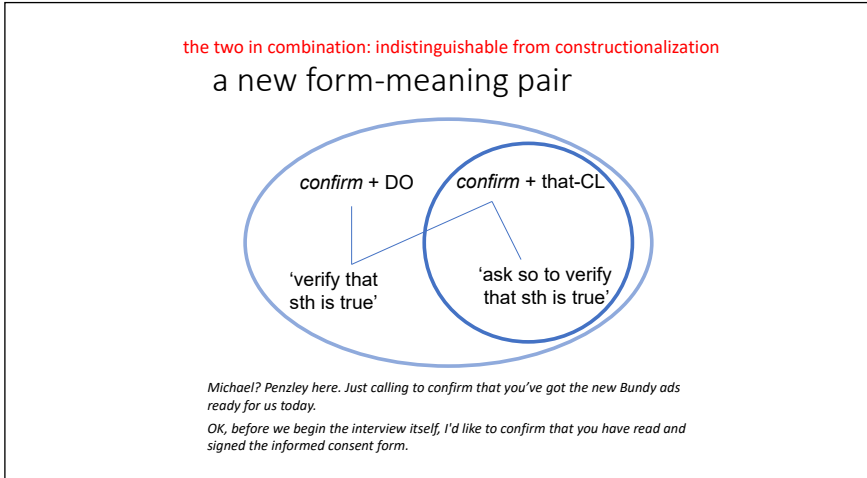 the two in combination: indistinguishable from constructionalization
a new form-meaning pair
confirm + DO
confirm + that-CL
‘verify that
sth is true’
‘ask so to verify
that sth is true’
Michael? Penzley here. Just calling to confirm that you’ve got the new Bundy ads
ready for us today.
OK, before we begin the interview itself, I'd like to confirm that you have read and
signed the informed consent form.